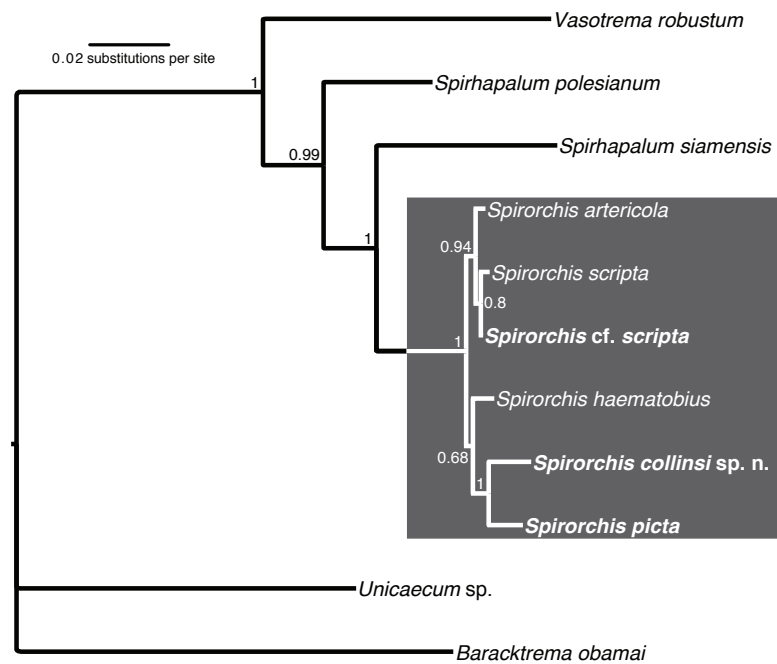 Vasotrema robustum
0.02 substitutions per site
1
Spirhapalum polesianum
0.99
Spirhapalum siamensis
Spirorchis artericola
1
0.94
Spirorchis scripta
0.8
Spirorchis cf. scripta
1
Spirorchis haematobius
0.68
Spirorchis collinsi sp. n.
1
Spirorchis picta
Unicaecum sp.
Baracktrema obamai